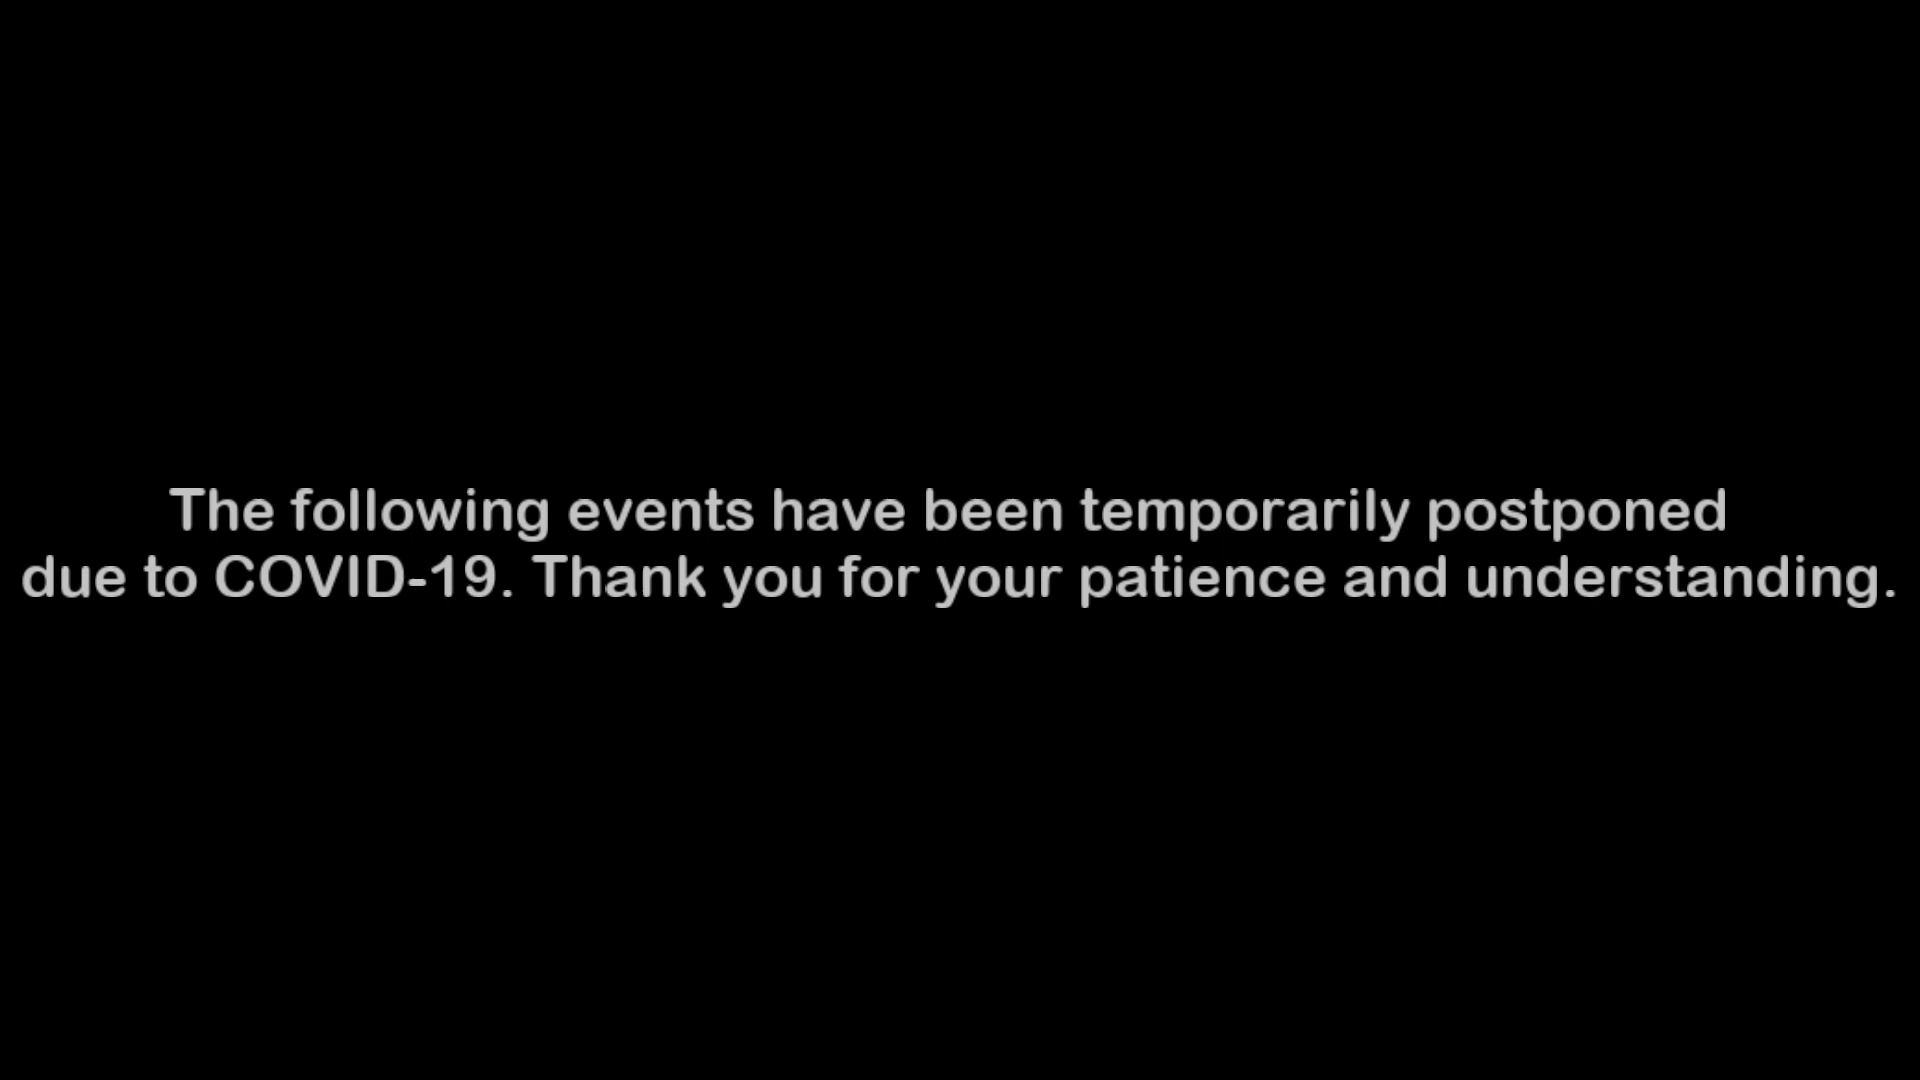 The following events have been temporarily postponed
due to COVID-19. Thank you for your patience and understanding.